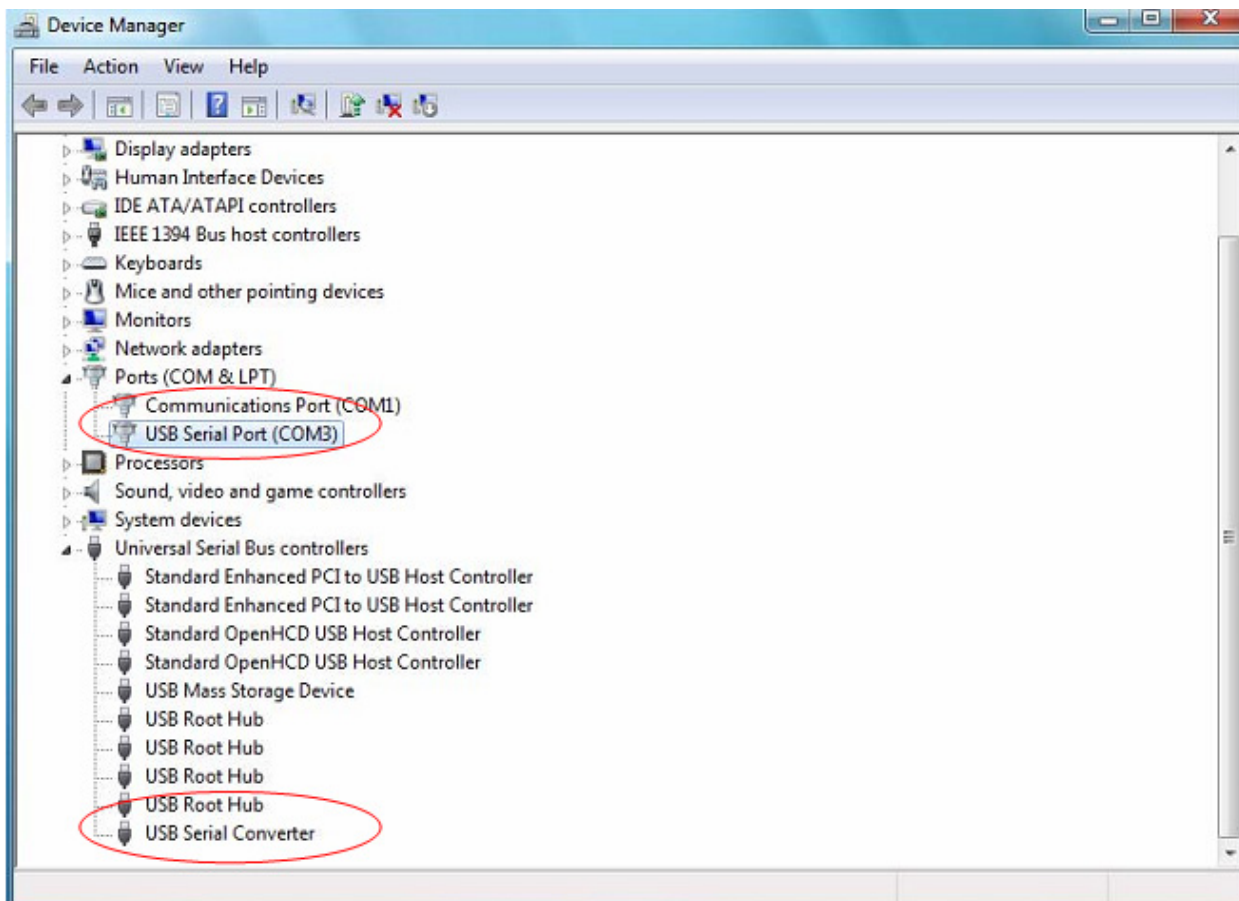 Device Manager
File Action View Help
Display adapters
Human Interface Devices
IDE ATA/ATAPI controllers
IEEE 1394 Bus host controllers
Keyboards
Mice and other pointing devices
Monitors
Network adapters
Ports (COM & LPT)
Communications Port (COM1)
USB Serial Port (COM3)
Processors
Sound, video and game controllers
System devices
Universal Serial Bus controllers
Standard Enhanced PCI to USB Host Controller
Standard Enhanced PCI to USB Host Controller
Standard OpenHCD USB Host Controller
Standard OpenHCD USB Host Controller
USB Mass Storage Device
USB Root Hub
USB Root Hub
USB Root Hub
USB Root Hub
USB Serial Converter